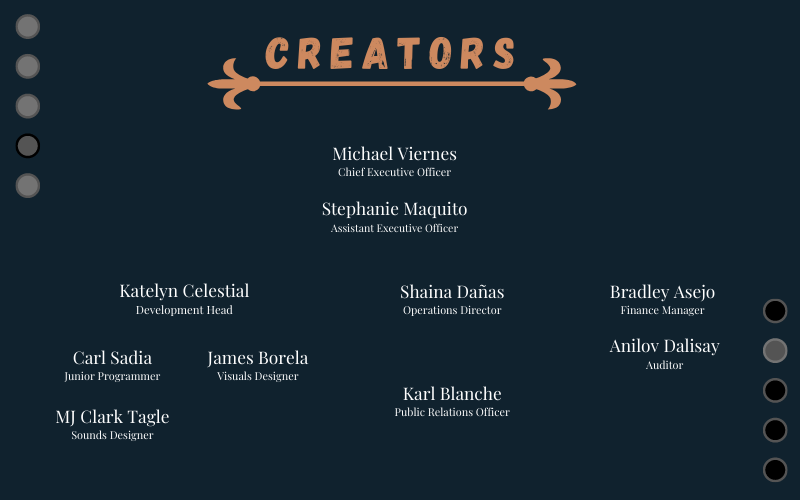 CREATORS
Michael Viernes
Chief Executive Officer
Stephanie Maquito
Assistant Executive Officer
Katelyn Celestial
Development Head
Carl Sadia
Junior Programmer
James Borela
Visuals Designer
MJ Clark Tagle
Sounds Designer
Shaina Dañas
Operations Director
Karl Blanche
Public Relations Officer
Bradley Asejo
Finance Manager
Anilov Dalisay
Auditor